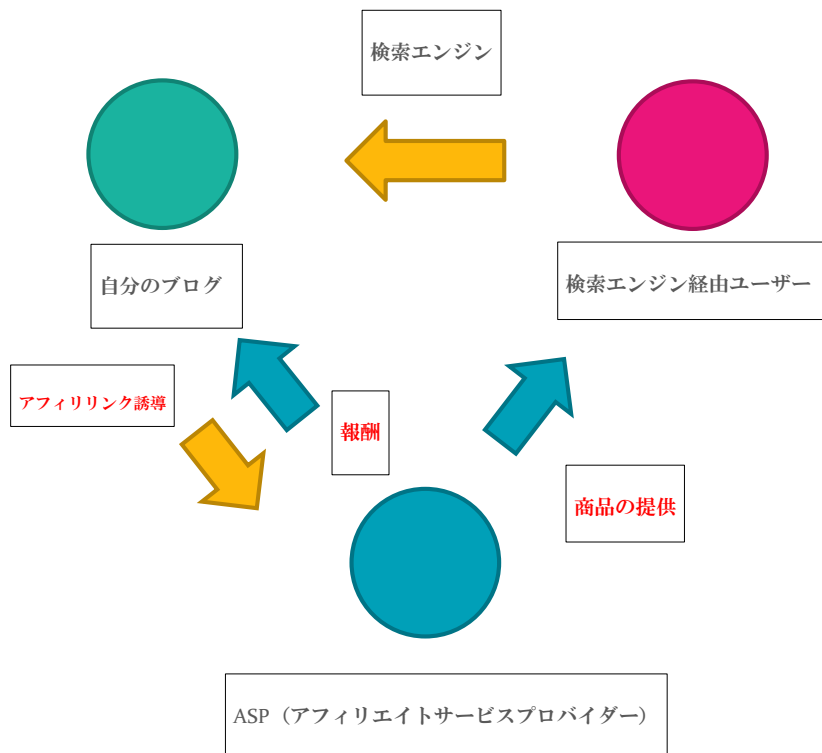 検索エンジン
自分のブログ
検索エンジン経由ユーザー
アフィリリンク誘導
報酬
商品の提供
ASP（アフィリエイトサービスプロバイダー）